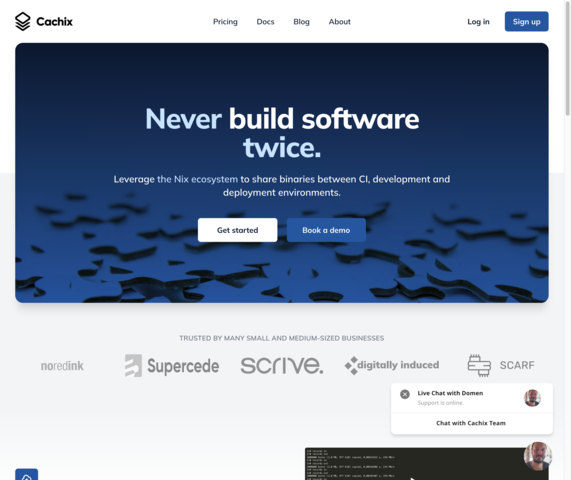 Cachix
Pricing
Docs
Blog
About
Log in
Sign up
Never build software
twice.
Leverage the Nix ecosystem to share binaries between CI, development and
deployment environments.
Get started
Book a demo
TRUSTED BY MANY SMALL AND MEDIUM-SIZED BUSINESSES
noredink
Supercede
SCRIVE.
digitally induced
SCARF
Live Chat with Domen
Support is online.
Chat with Cachix Team